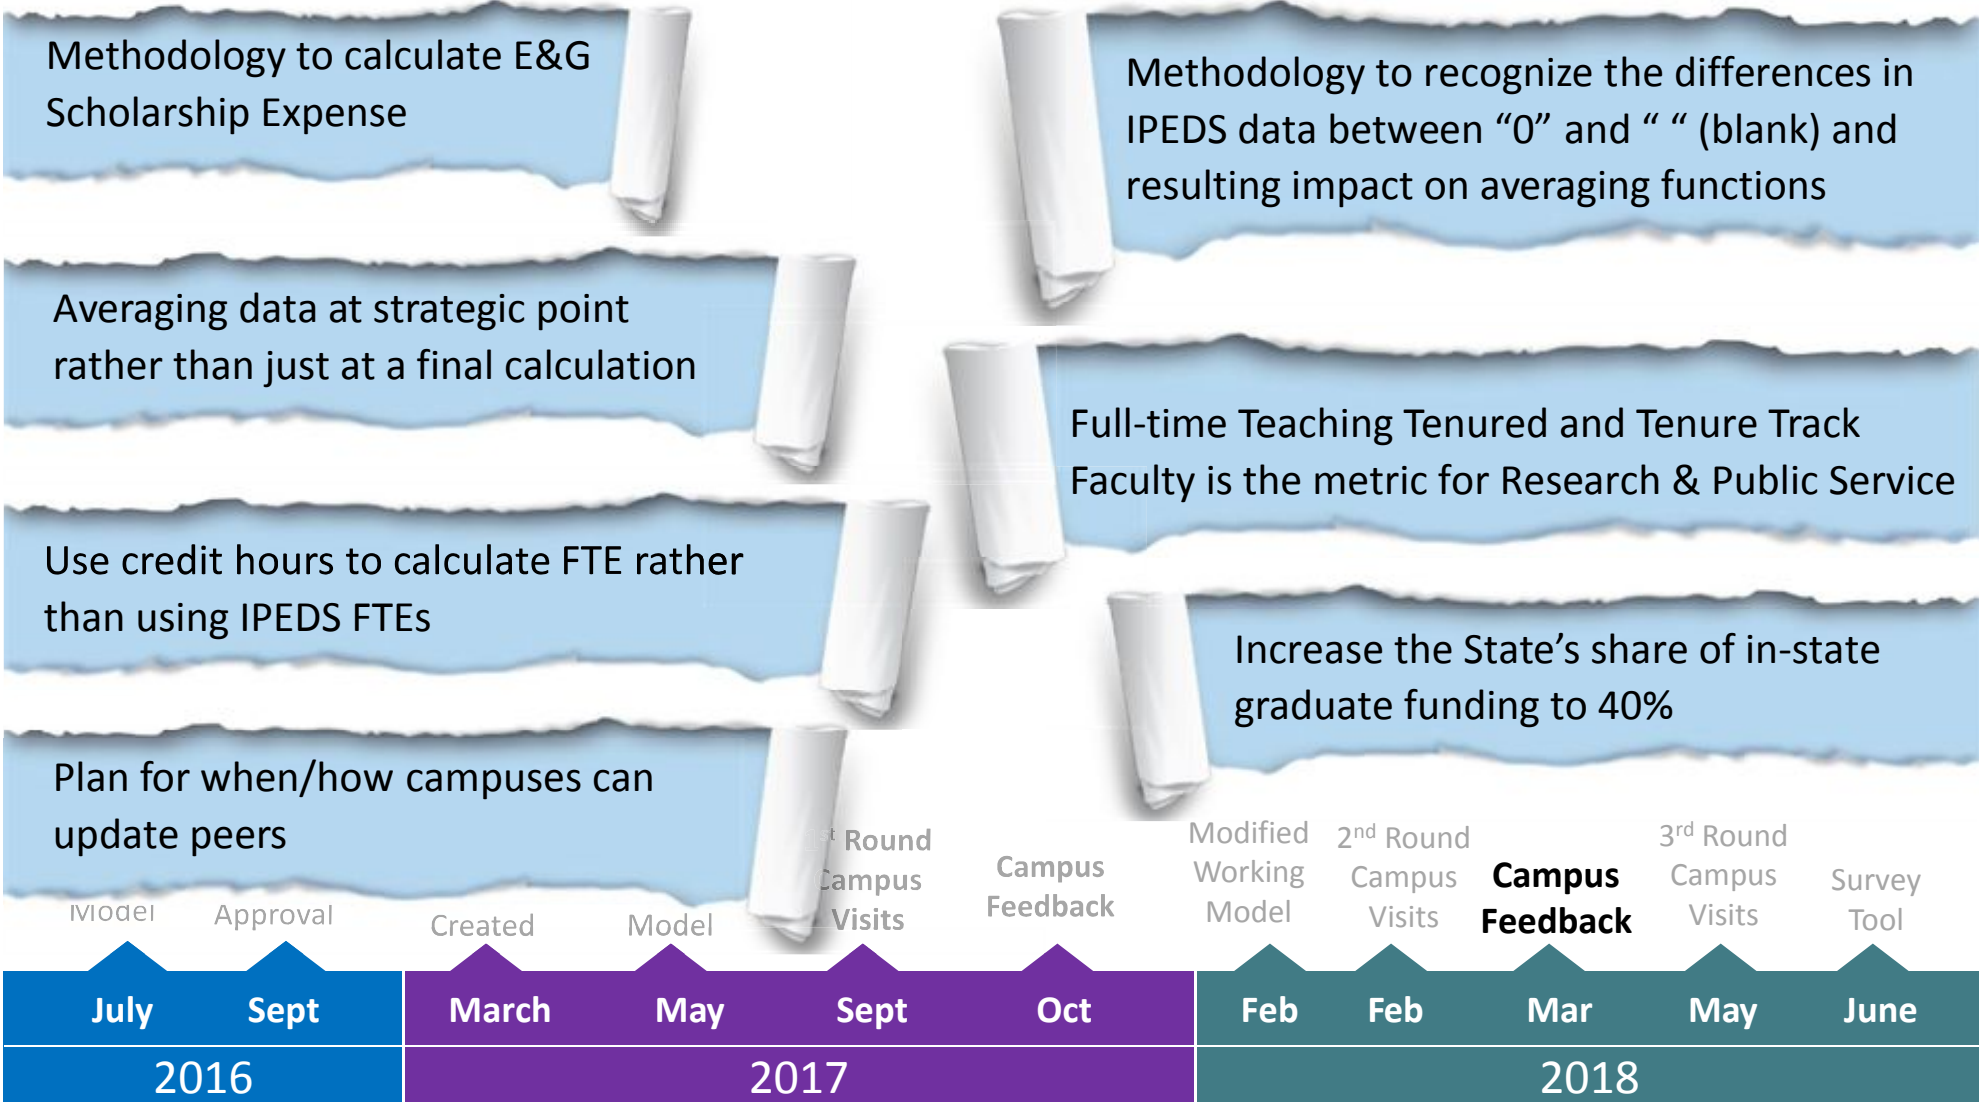 Methodology to calculate E&G
Scholarship Expense
Averaging data at strategic point
rather than just at a final calculation
Use credit hours to calculate FTE rather
than using IPEDS FTEs
Plan for when/how campuses can
update peers
Methodology to recognize the differences in
IPEDS data between “0” and “ “ (blank) and
resulting impact on averaging functions
Full-time Teaching Tenured and Tenure Track
Faculty is the metric for Research & Public Service
Increase the State’s share of in-state
graduate funding to 40%
Model
Approval
Created
Model
st Round
Campus
Visits
Campus
Feedback
Modified
Working
Model
2nd Round
Campus
Visits
Campus
Feedback
3rd Round
Campus
Visits
Survey
Tool
July Sept March May Sept Oct Feb Feb Mar May June
2016 2017 2018